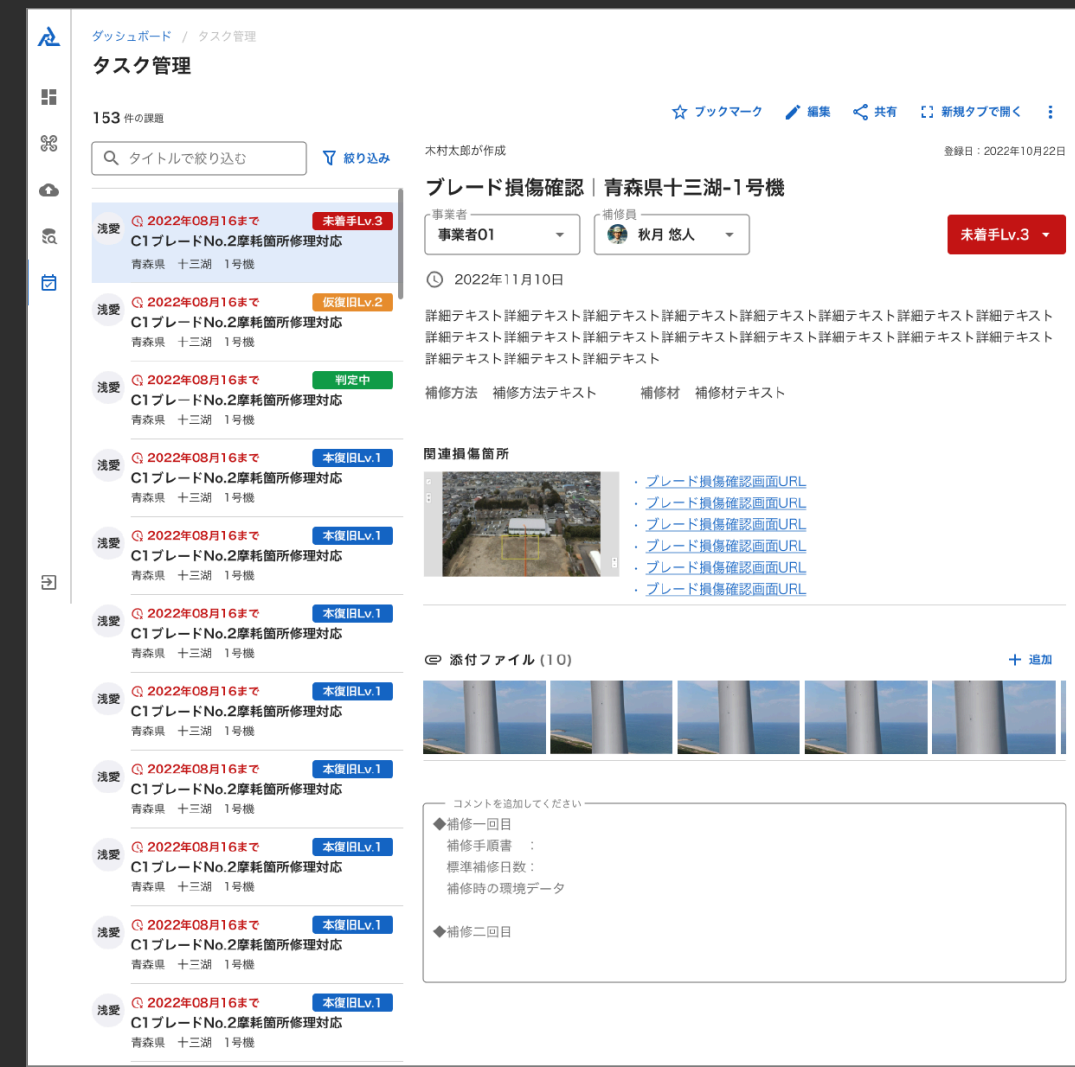 ダッシュボード / タスク管理
タスク管理
153 件の課題
タイトルで絞り込む
絞り込み
浅愛
2022年08月16まで
未着手Lv.3
C1ブレードNo.2摩耗箇所修理対応
青森県 十三湖 1号機
浅愛
2022年08月16まで
仮復旧Lv.2
C1ブレードNo.2摩耗箇所修理対応
青森県 十三湖 1号機
浅愛
2022年08月16まで
判定中
C1ブレードNo.2摩耗箇所修理対応
青森県 十三湖 1号機
浅愛
2022年08月16まで
本復旧Lv.1
C1ブレードNo.2摩耗箇所修理対応
青森県 十三湖 1号機
浅愛
2022年08月16まで
本復旧Lv.1
C1ブレードNo.2摩耗箇所修理対応
青森県 十三湖 1号機
浅愛
2022年08月16まで
本復旧Lv.1
C1ブレードNo.2摩耗箇所修理対応
青森県 十三湖 1号機
浅愛
2022年08月16まで
本復旧Lv.1
C1ブレードNo.2摩耗箇所修理対応
青森県 十三湖 1号機
浅愛
2022年08月16まで
本復旧Lv.1
C1ブレードNo.2摩耗箇所修理対応
青森県 十三湖 1号機
浅愛
2022年08月16まで
本復旧Lv.1
C1ブレードNo.2摩耗箇所修理対応
青森県 十三湖 1号機
浅愛
2022年08月16まで
本復旧Lv.1
C1ブレードNo.2摩耗箇所修理対応
青森県 十三湖 1号機
浅愛
2022年08月16まで
本復旧Lv.1
C1ブレードNo.2摩耗箇所修理対応
青森県 十三湖 1号機
ブックマーク
編集
共有
新規タブで開く
木村太郎が作成
登録日：2022年10月22日
ブレード損傷確認｜青森県十三湖-1号機
事業者
事業者01
補修員
秋月 悠人
未着手Lv.3
2022年11月10日
詳細テキスト詳細テキスト詳細テキスト詳細テキスト詳細テキスト詳細テキスト詳細テキスト詳細テキスト
詳細テキスト詳細テキスト詳細テキスト詳細テキスト詳細テキスト詳細テキスト詳細テキスト詳細テキスト
詳細テキスト詳細テキスト詳細テキスト
補修方法 補修方法テキスト 補修材 補修材テキスト
関連損傷箇所
・ブレード損傷確認画面URL
・ブレード損傷確認画面URL
・ブレード損傷確認画面URL
・ブレード損傷確認画面URL
・ブレード損傷確認画面URL
・ブレード損傷確認画面URL
添付ファイル (10)
追加
コメントを追加してください
◆補修一回目
補修手順書 ：
標準補修日数：
補修時の環境データ
◆補修二回目